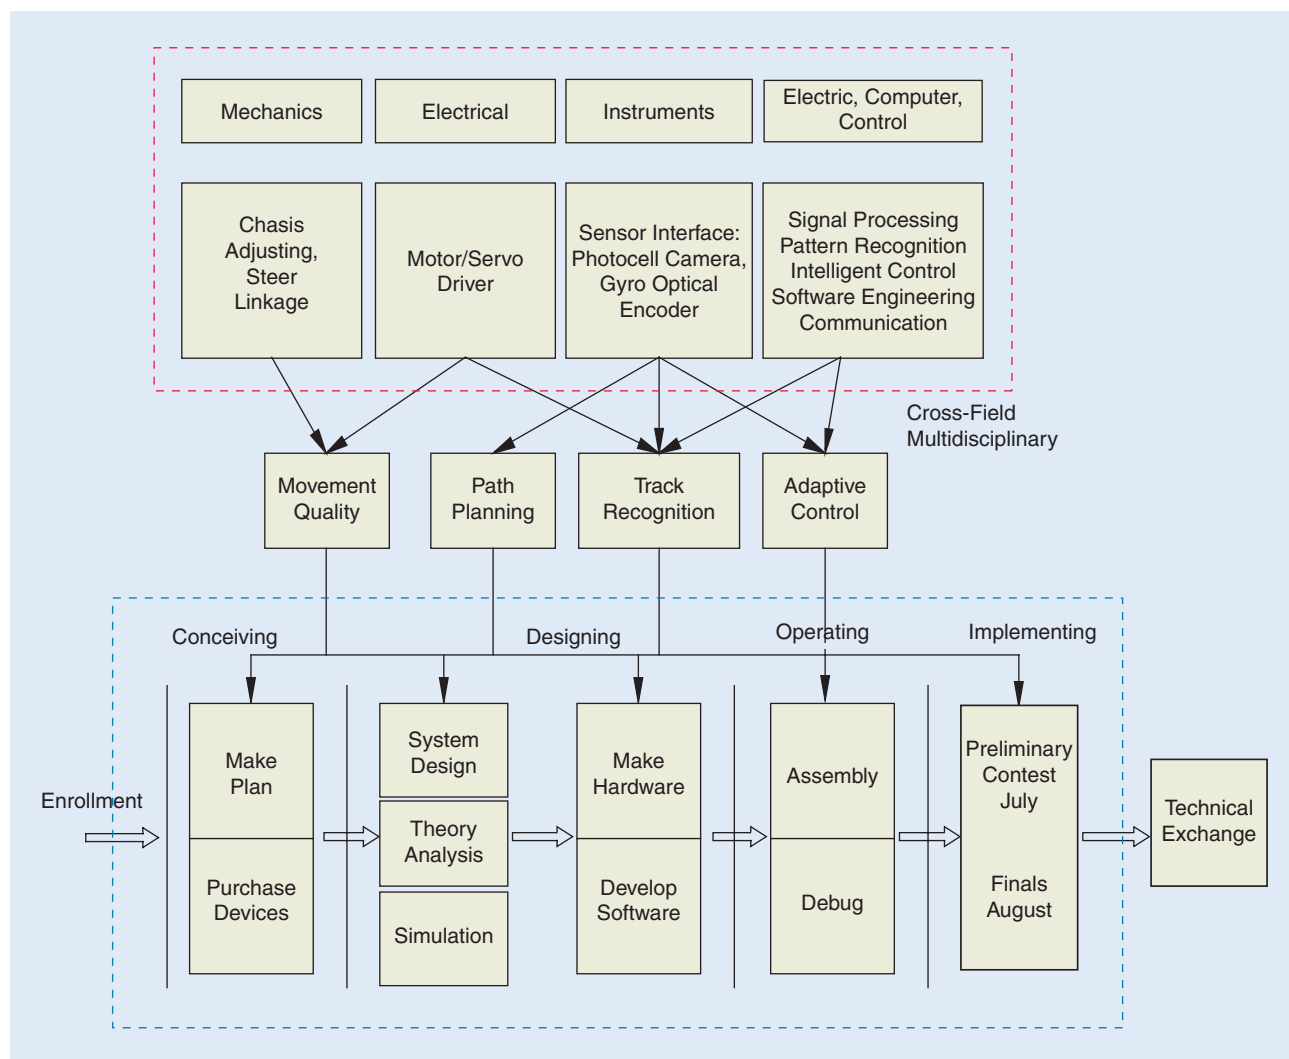 Mechanics
Electrical
Instruments
Electric, Computer,
Control
Chasis
Adjusting,
Steer
Linkage
Motor/Servo
Driver
Sensor Interface:
Photocell Camera,
Gyro Optical
Encoder
Signal Processing
Pattern Recognition
Intelligent Control
Software Engineering
Communication
Cross-Field
Multidisciplinary
Movement
Quality
Path
Planning
Track
Recognition
Adaptive
Control
Conceiving
Designing
Operating
Implementing
Enrollment
Make
Plan
Purchase
Devices
System
Design
Theory
Analysis
Simulation
Make
Hardware
Develop
Software
Assembly
Debug
Preliminary
Contest
July
Finals
August
Technical
Exchange